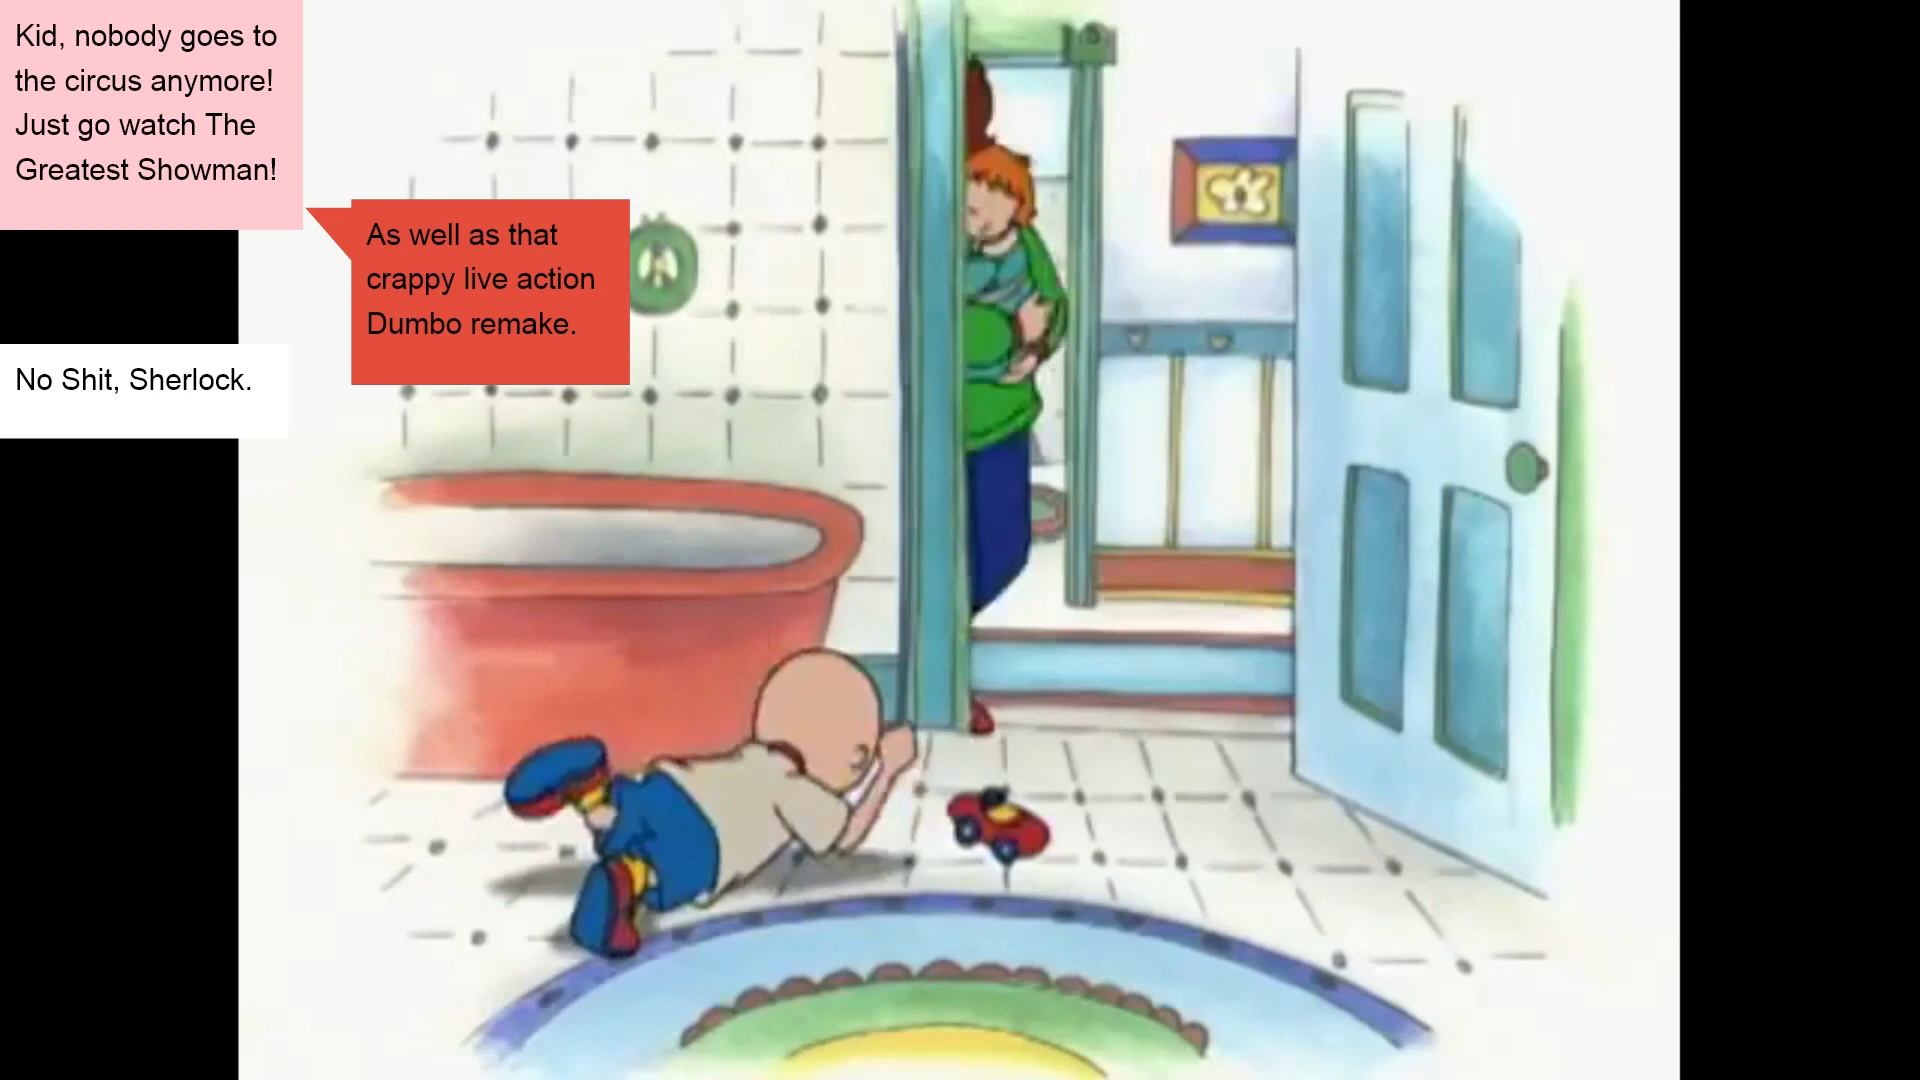 Kid, nobody goes to
the circus anymore!
Just go watch The
Greatest Showman!
As well as that
crappy live action
Dumbo remake.
No Shit, Sherlock.